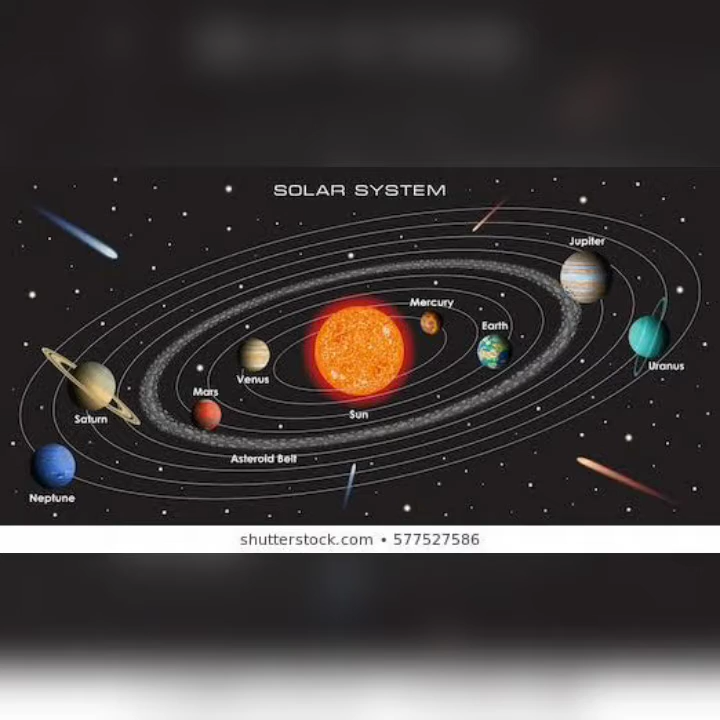 SOLAR SYSTEM
Jupiter
Mercury
Earth
Uranus
Venus
Mars
Sun
Saturn
Asteroid Belt
Neptune
shutterstock.com • 577527586